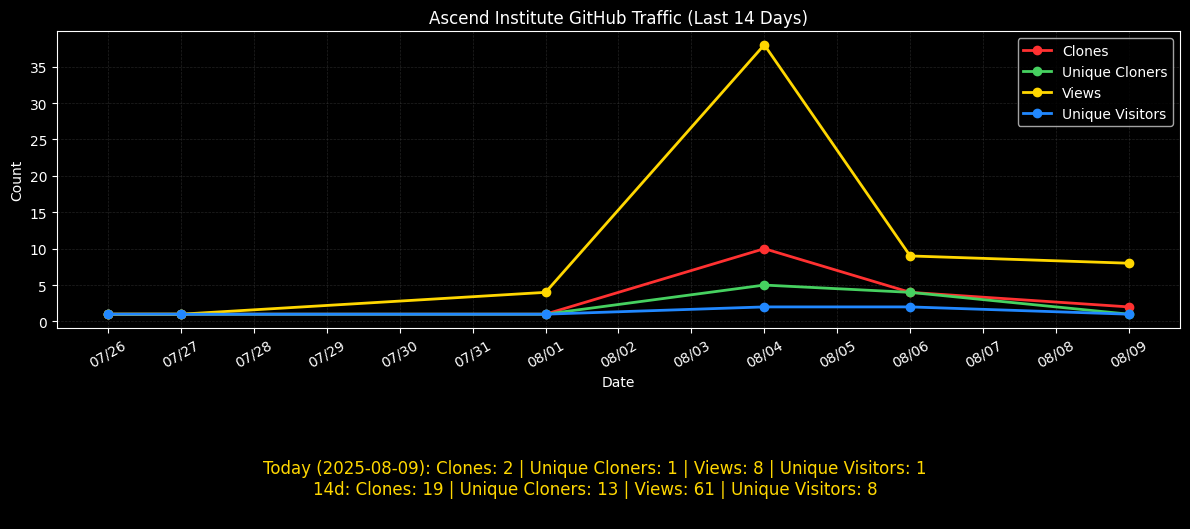 Ascend Institute GitHub Traffic (Last 14 Days)
Clones
Unique Cloners
Views
Unique Visitors
Count
35
30
25
20
15
10
5
0
07/26
07/27
07/28
07/29
07/30
07/31
08/01
08/02
08/03
08/04
08/05
08/06
08/07
08/08
08/09
Date
Today (2025-08-09): Clones: 2 | Unique Cloners: 1 | Views: 8 | Unique Visitors: 1
14d: Clones: 19 | Unique Cloners: 13 | Views: 61 | Unique Visitors: 8